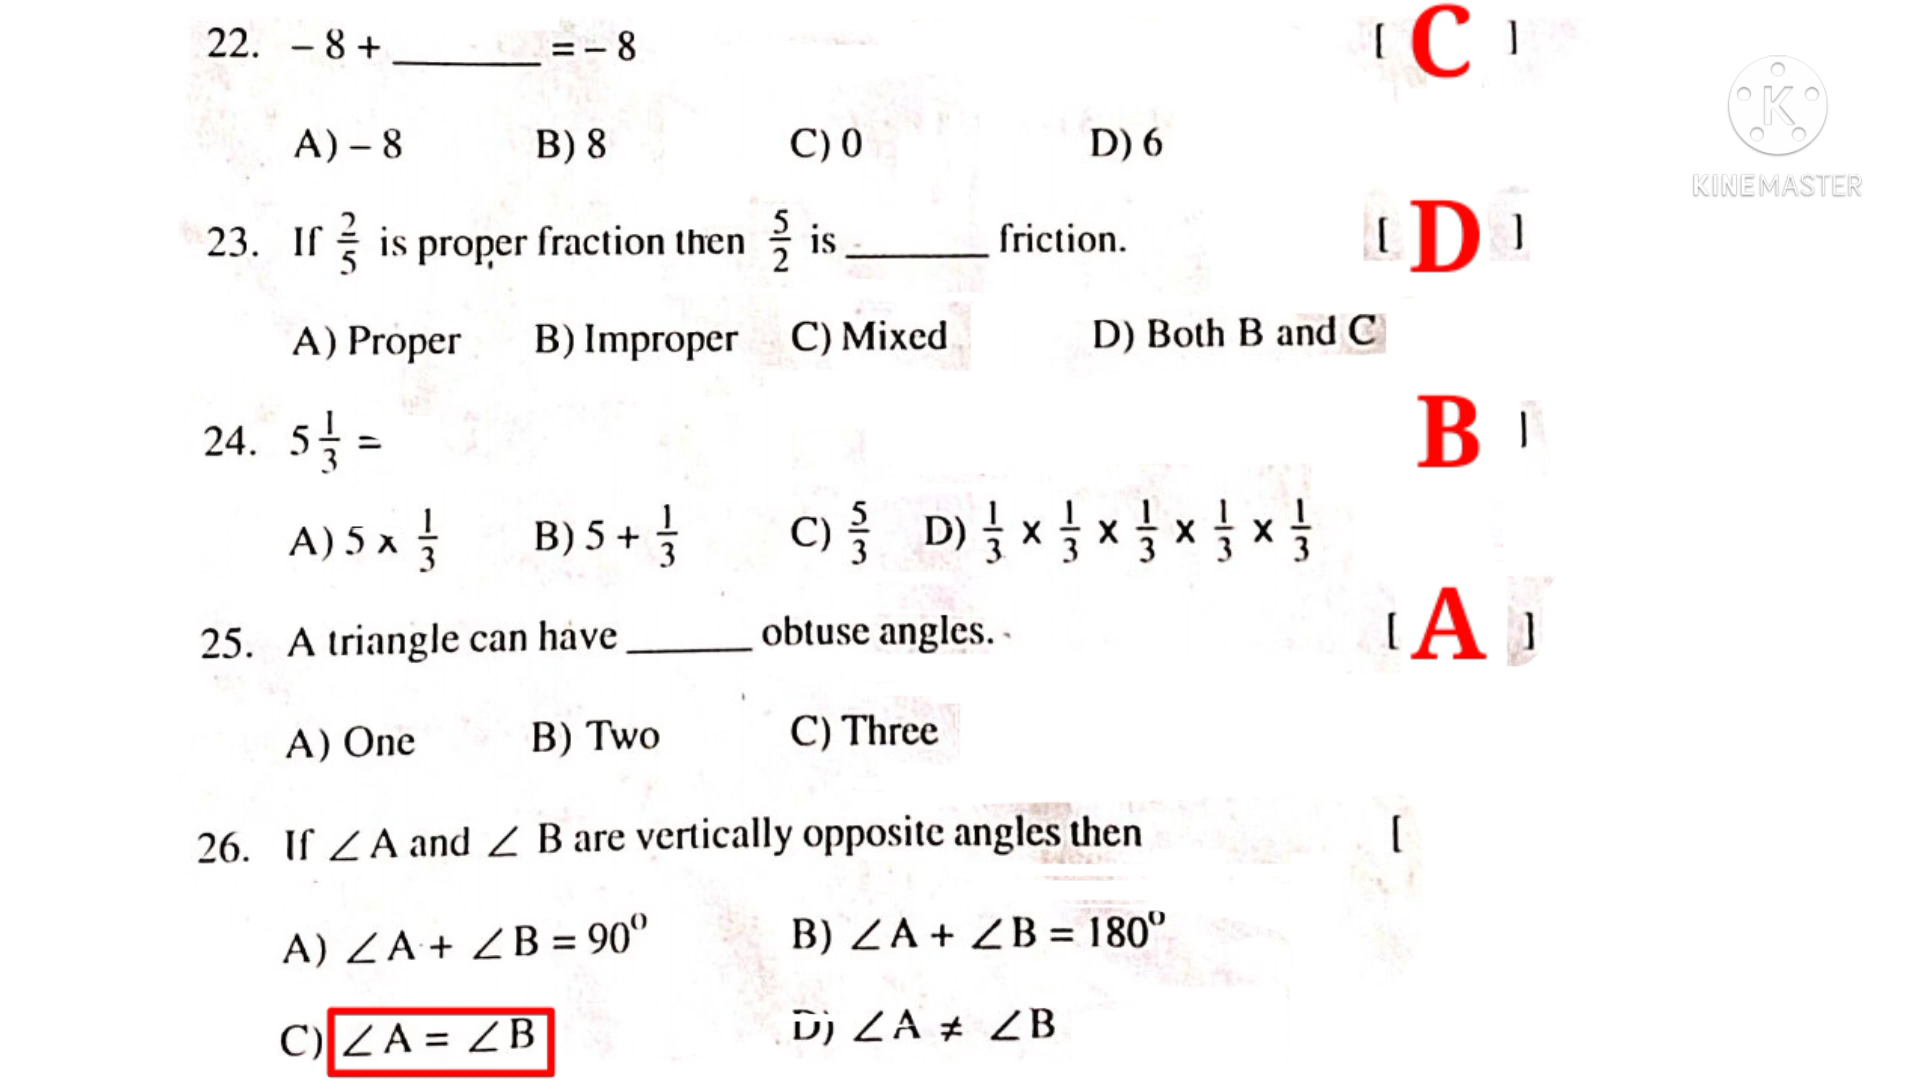 22. – 8 + ______ = – 8 [ C ]
A) – 8 B) 8 C) 0 D) 6
KINEMASTER
23. If 2/5 is proper fraction then 5/2 is ______ friction. [ D ]
A) Proper B) Improper C) Mixed D) Both B and C
24. 5 1/3 = B ]
A) 5 x 1/3 B) 5 + 1/3 C) 5/3 D) 1/3 x 1/3 x 1/3 x 1/3 x 1/3
25. A triangle can have ______ obtuse angles. [ A ]
A) One B) Two C) Three
26. If ∠ A and ∠ B are vertically opposite angles then [
A) ∠ A + ∠ B = 90⁰ B) ∠ A + ∠ B = 180⁰
C) ∠ A = ∠ B D) ∠ A ≠ ∠ B